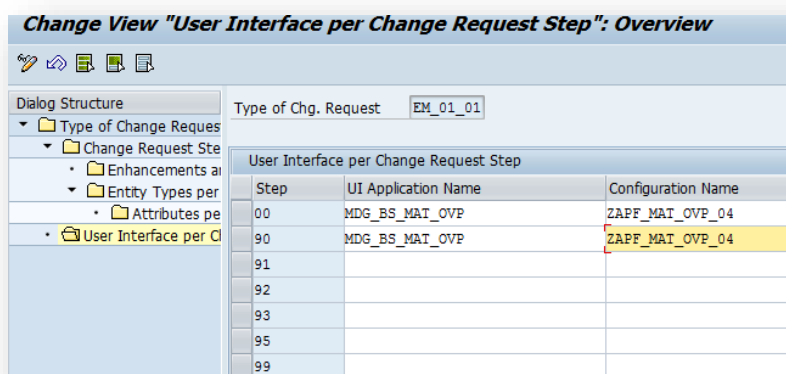 Change View "User Interface per Change Request Step": Overview
Dialog Structure
Type of Change Reques
Change Request Ste
Enhancements a
Entity Types per
Attributes pe
User Interface per C
Type of Chg. Request EM_01_01
User Interface per Change Request Step
Step UI Application Name Configuration Name
00 MDG_BS_MAT_OVP ZAPF_MAT_OVP_04
90 MDG_BS_MAT_OVP ZAPF_MAT_OVP_04
91
92
93
95
99